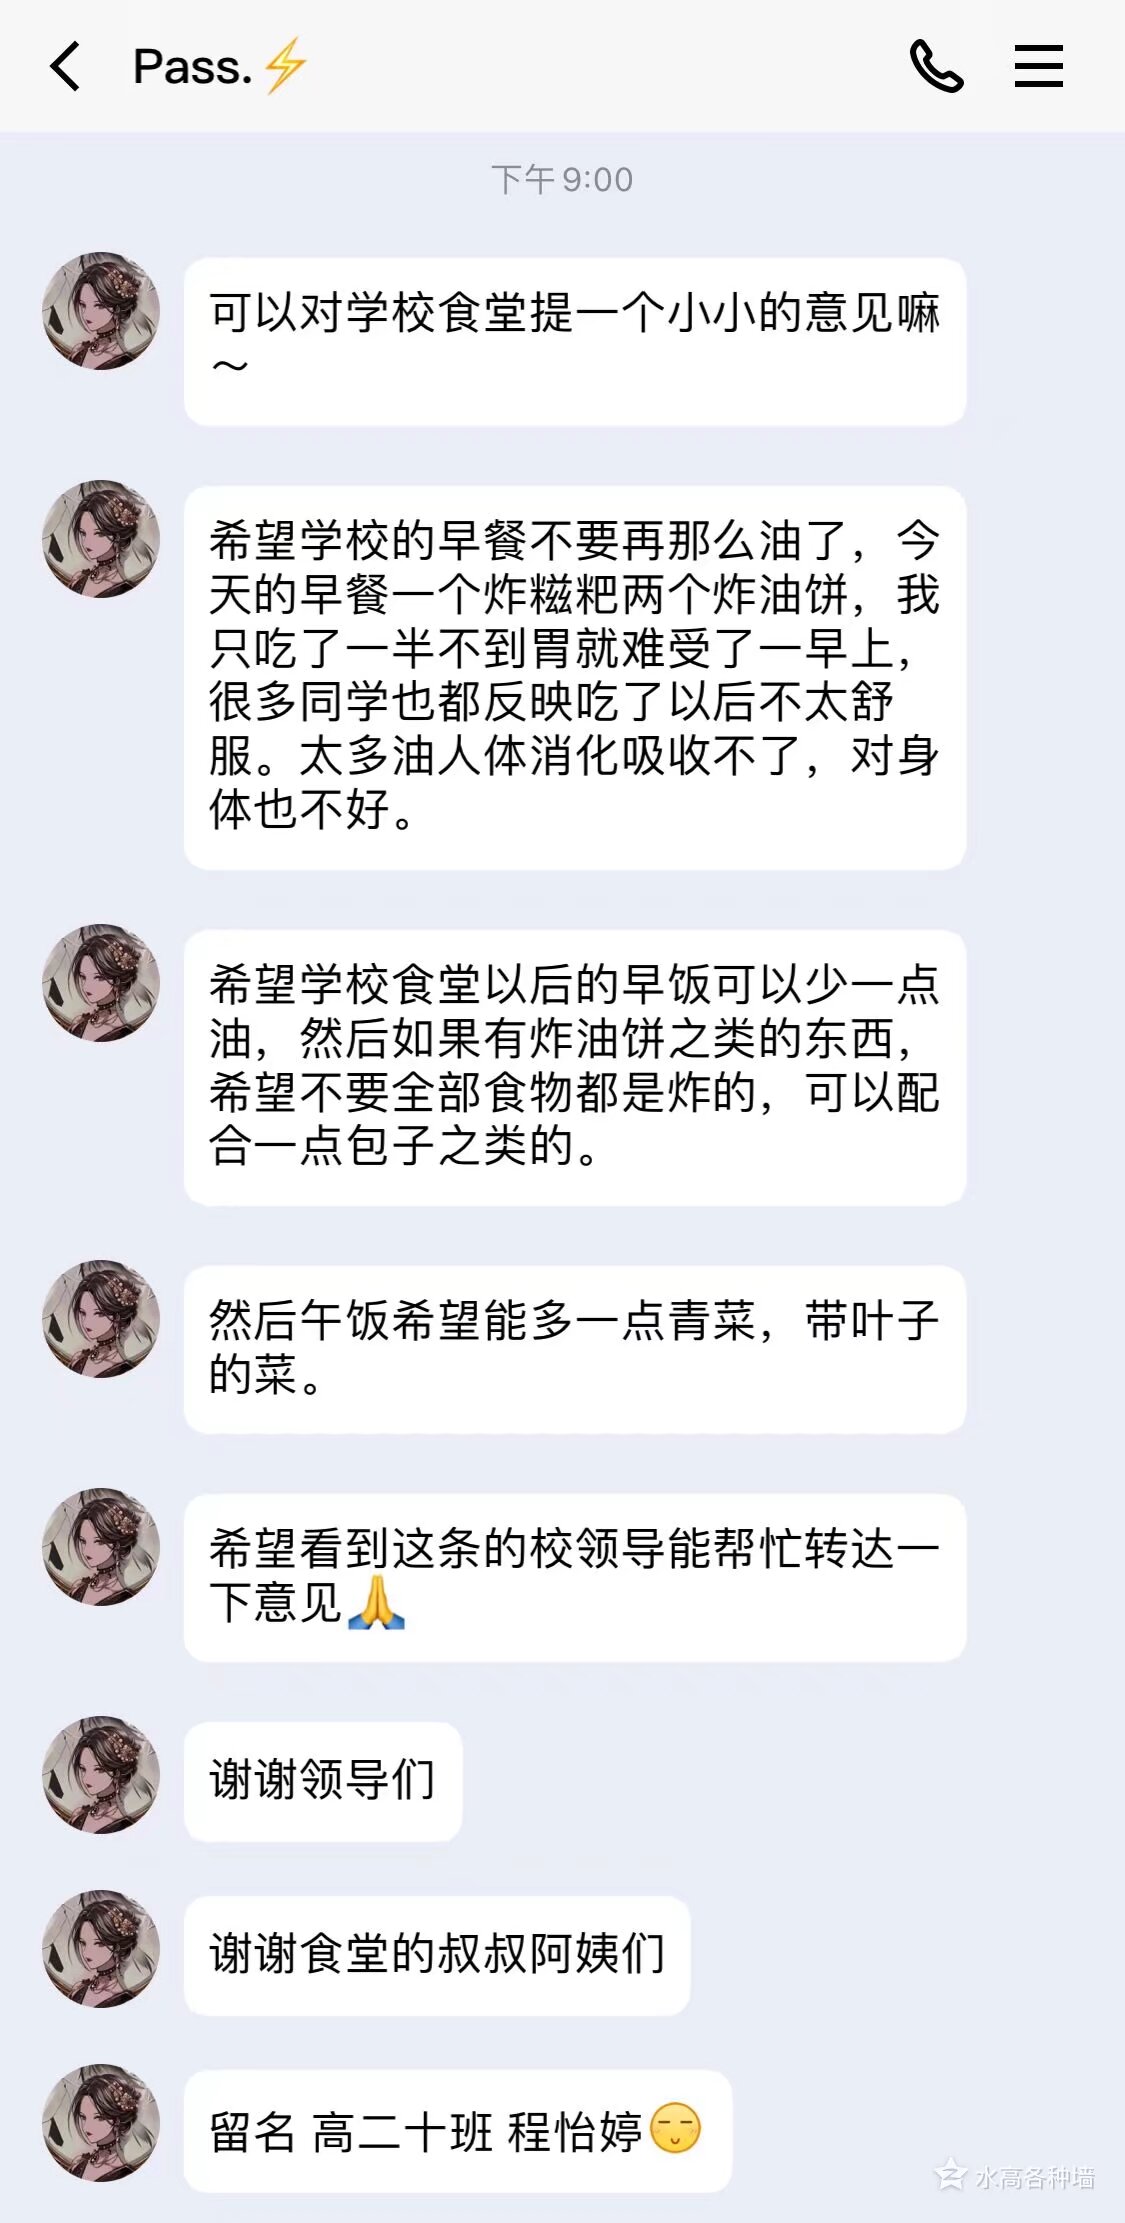 Pass.⚡
下午9:00
可以对学校食堂提一个小小的意见嘛
～
希望学校的早餐不要再那么油了，今
天的早餐一个炸糍粑两个炸油饼，我
只吃了一半不到胃就难受了一早上，
很多同学也都反映吃了以后不太舒
服。太多油人体消化吸收不了，对身
体也不好。
希望学校食堂以后的早饭可以少一点
油，然后如果有炸油饼之类的东西，
希望不要全部食物都是炸的，可以配
合一点包子之类的。
然后午饭希望能多一点青菜，带叶子
的菜。
希望看到这条的校领导能帮忙转达一
下意见🙏
谢谢领导们
谢谢食堂的叔叔阿姨们
留名 高二十班 程怡婷😌
水高各种墙